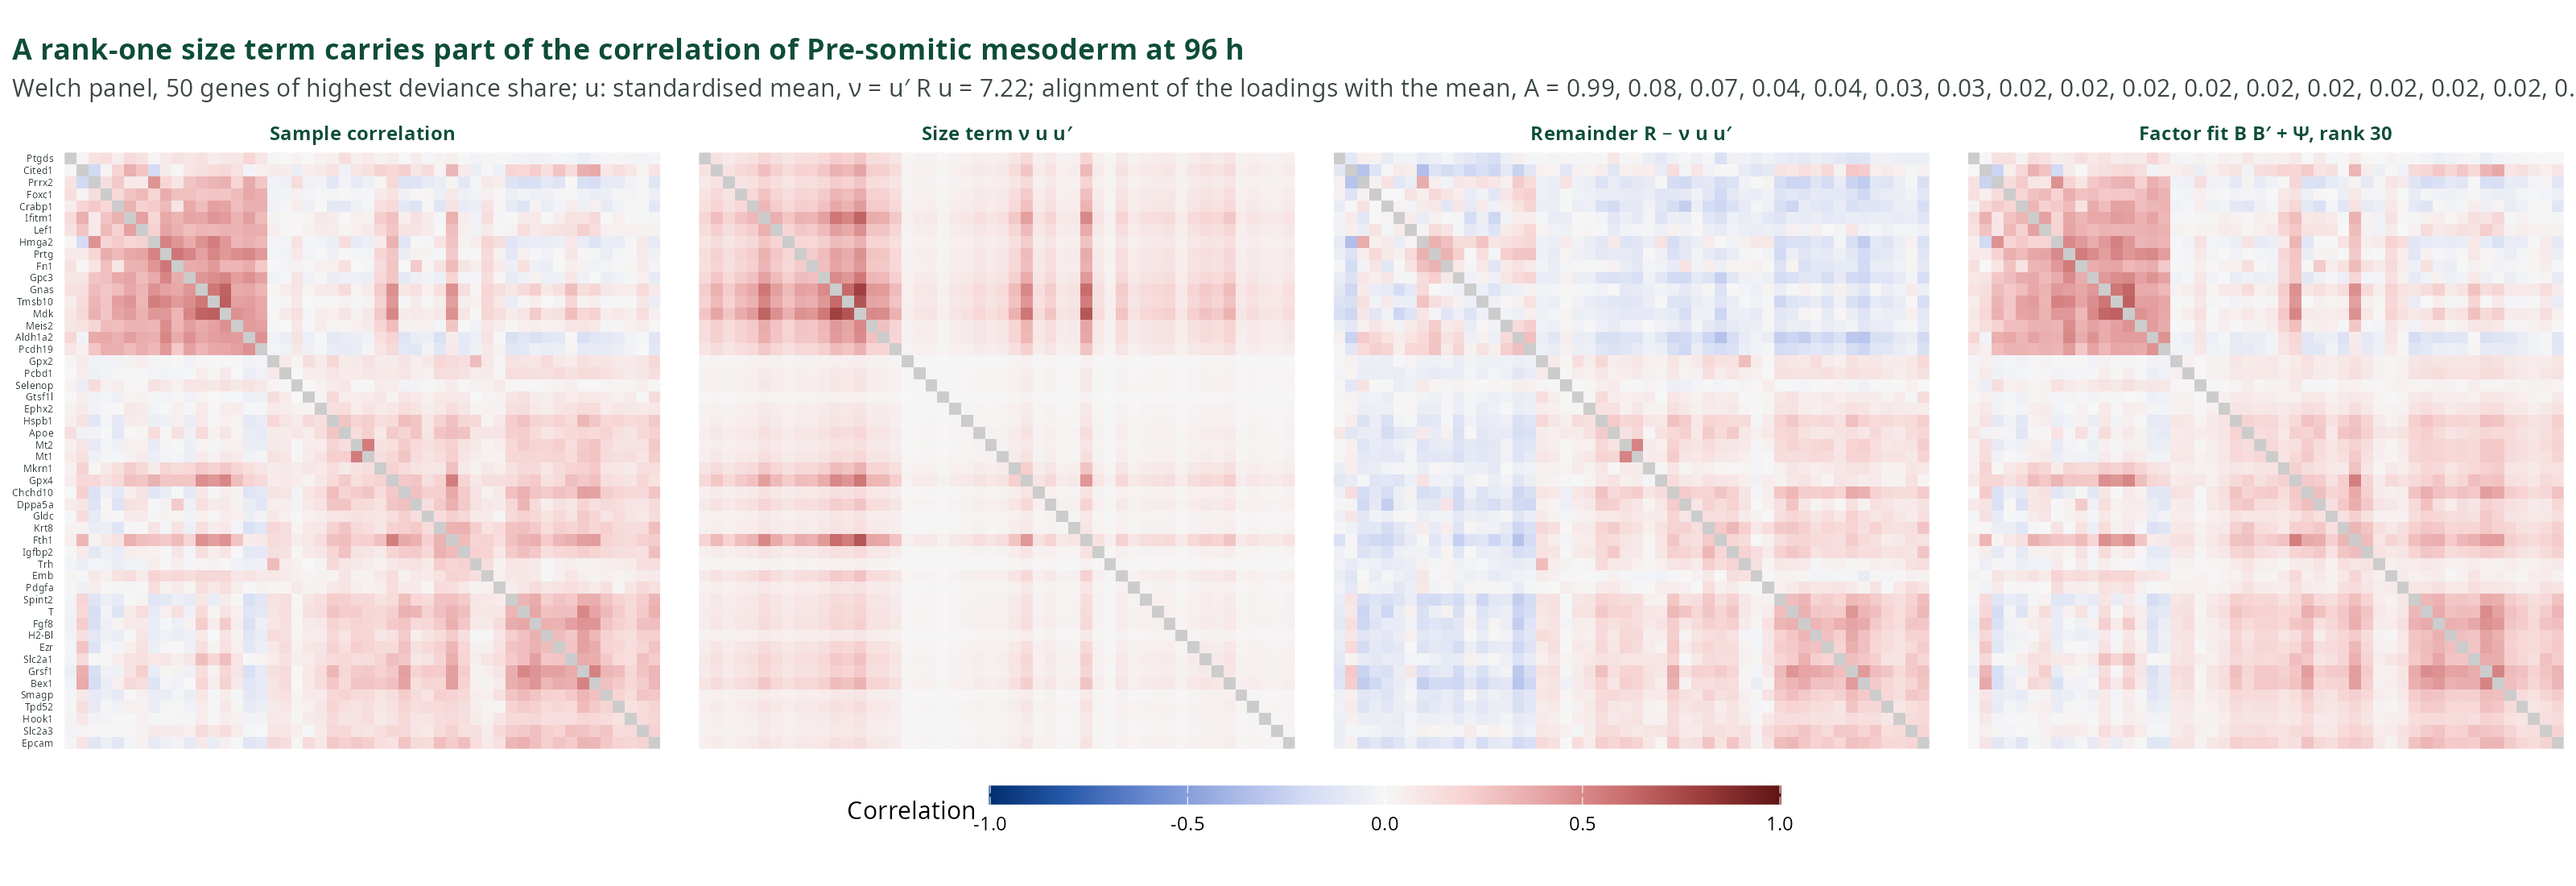 A rank-one size term carries part of the correlation of Pre-somitic mesoderm at 96 h
Welch panel, 50 genes of highest deviance share; u: standardised mean, ν = u′ R u = 7.22; alignment of the loadings with the mean, A = 0.99, 0.08, 0.07, 0.04, 0.04, 0.03, 0.03, 0.02, 0.02, 0.02, 0.02, 0.02, 0.02, 0.02, 0.02, 0.02, 0.
Sample correlation
Size term ν u u′
Remainder R − ν u u′
Factor fit B B′ + Ψ, rank 30
Ptgds
Cited1
Prrx2
Foxc1
Crabp1
Ifitm1
Lef1
Hmga2
Prtg
Fn1
Gpc3
Gnas
Tmsb10
Mdk
Meis2
Aldh1a2
Pcdh19
Gpx2
Pcbd1
Selenop
Gtsf1l
Ephx2
Hspb1
Apoe
Mt2
Mt1
Mkrn1
Gpx4
Chchd10
Dppa5a
Gldc
Krt8
Fth1
Igfbp2
Trh
Emb
Pdgfa
Spint2
T
Fgf8
H2-Bl
Ezr
Slc2a1
Grsf1
Bex1
Smagp
Tpd52
Hook1
Slc2a3
Epcam
Correlation
-1.0 -0.5 0.0 0.5 1.0